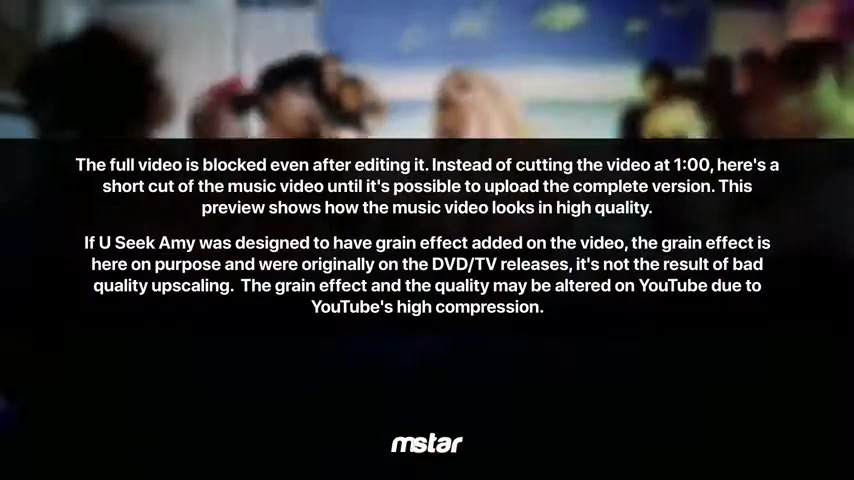 The full video is blocked even after editing it. Instead of cutting the video at 1:00, here's a
short cut of the music video until it's possible to upload the complete version. This
preview shows how the music video looks in high quality.
If U Seek Amy was designed to have grain effect added on the video, the grain effect is
here on purpose and were originally on the DVD/TV releases, it's not the result of bad
quality upscaling.  The grain effect and the quality may be altered on YouTube due to
YouTube's high compression.
mstar